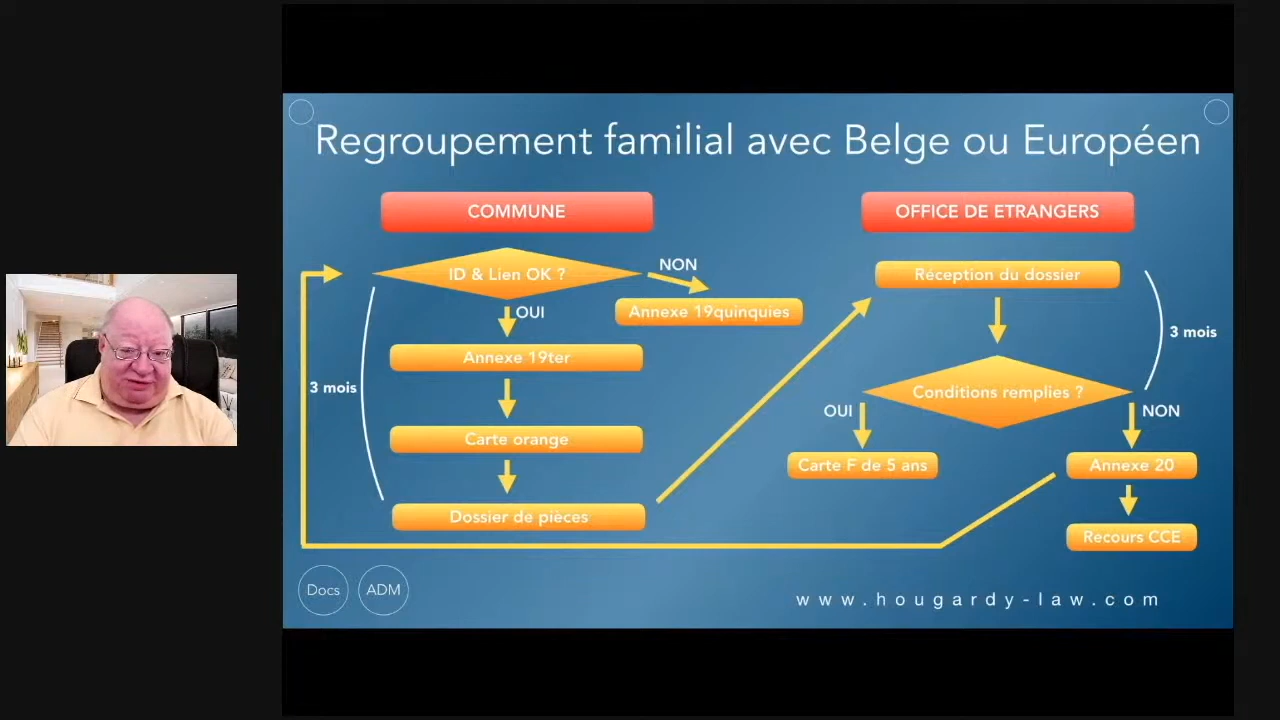 Regroupement familial avec Belge ou Européen
COMMUNE
ID & Lien OK ?
NON
Annexe 19quinquies
OUI
Annexe 19ter
3 mois
Carte orange
Dossier de pièces
OFFICE DE ETRANGERS
Réception du dossier
3 mois
Conditions remplies ?
OUI
NON
Carte F de 5 ans
Annexe 20
Recours CCE
Docs
ADM
www.hougardy-law.com